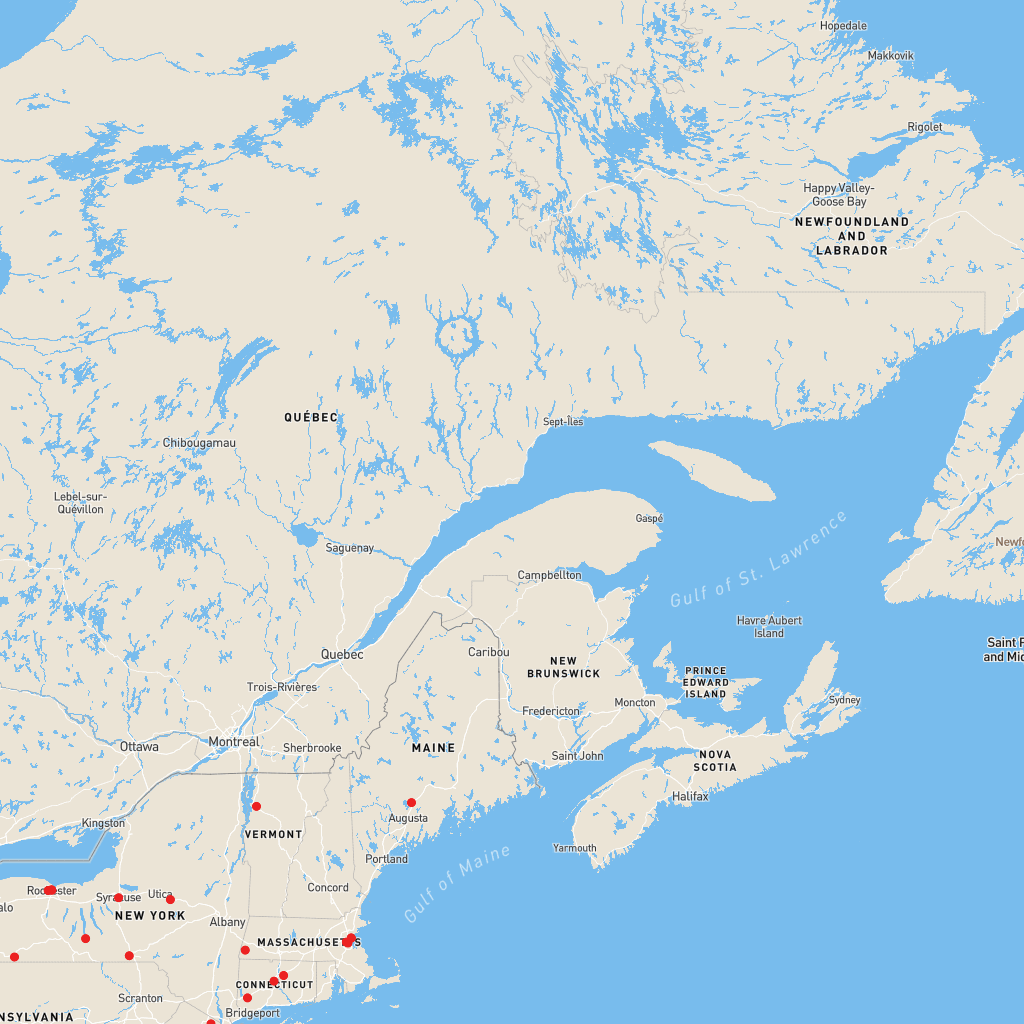 Hopedale
Makkovik
Rigolet
Happy Valley-
Goose Bay
NEWFOUNDLAND
AND
LABRADOR
QUÉBEC
Sept-Îles
Chibougamau
Lebel-sur-
Quévillon
Gaspé
Gulf of St. Lawrence
Newfo
Saguenay
Campbellton
Havre Aubert
Island
Saint P
and Mic
Quebec
Caribou
NEW
BRUNSWICK
PRINCE
EDWARD
ISLAND
Trois-Rivières
Fredericton
Moncton
Sydney
Ottawa
Montreal
Sherbrooke
MAINE
Saint John
NOVA
SCOTIA
Halifax
Kingston
VERMONT
Augusta
Yarmouth
Portland
Gulf of Maine
Rochester
Syracuse
Utica
Concord
alo
NEW YORK
Albany
MASSACHUSETTS
CONNECTICUT
Scranton
Bridgeport
NSYLVANIA